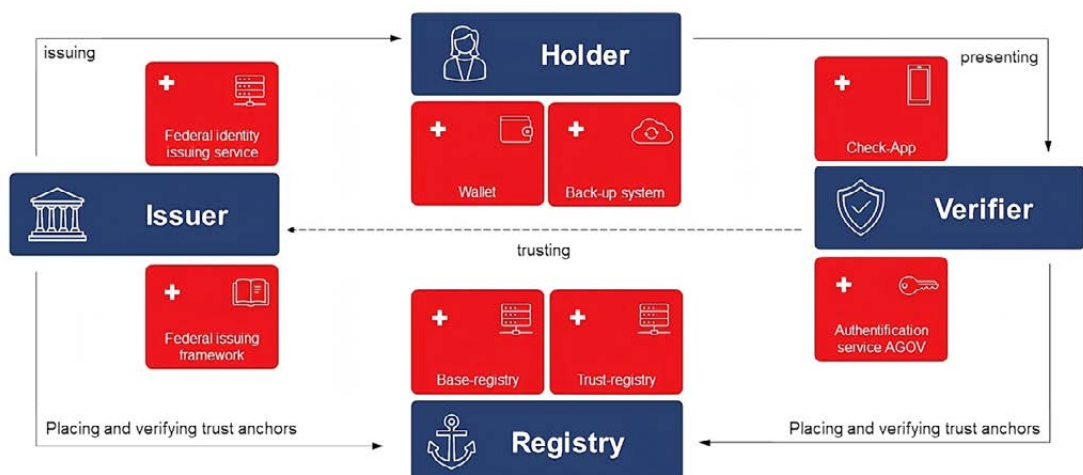 issuing
Holder
presenting
Federal identity
issuing service
Wallet
Back-up system
Check-App
Issuer
Verifier
trusting
Federal issuing
framework
Base-registry
Trust-registry
Authentification
service AGOV
Placing and verifying trust anchors
Registry
Placing and verifying trust anchors